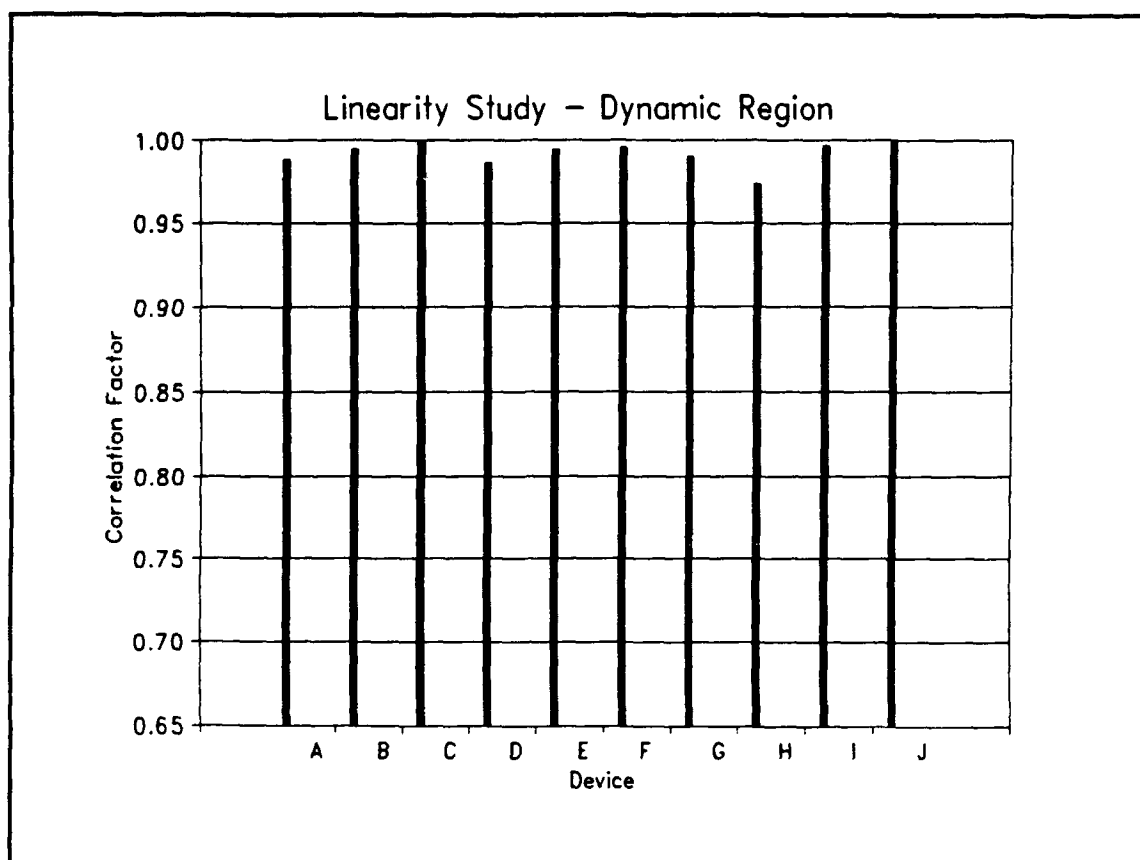 Linearity Study - Dynamic Region
1.00
0.95
0.90
0.85
0.80
0.75
0.70
0.65
Correlation Factor
A B C D E F G H I J
Device